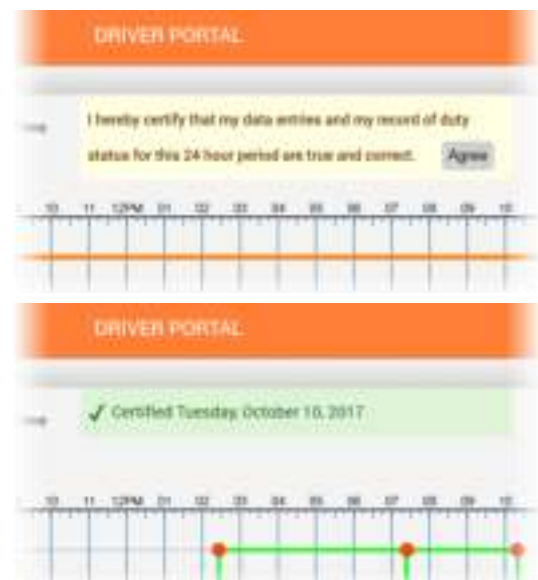 DRIVER PORTAL
I hereby certify that my data entries and my record of duty
status for this 24 hour period are true and correct. Agree
10 11 12PM 01 02 03 04 05 06 07 08 09 10
DRIVER PORTAL
✓ Certified Tuesday, October 10, 2017
10 11 12PM 01 02 03 04 05 06 07 08 09 10